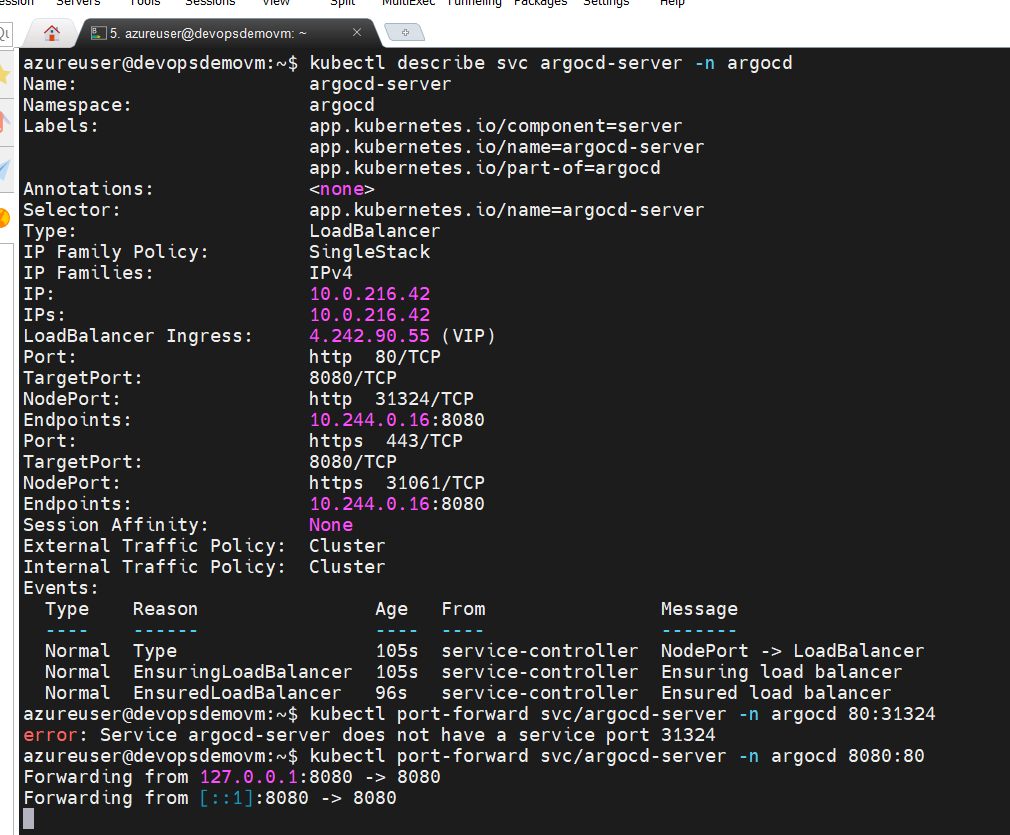 Servers Tools Sessions View Split MultiExec Tunneling Packages Settings Help
5. azureuser@devopsdemovm: ~
azureuser@devopsdemovm:~$ kubectl describe svc argocd-server -n argocd
Name: argocd-server
Namespace: argocd
Labels: app.kubernetes.io/component=server
app.kubernetes.io/name=argocd-server
app.kubernetes.io/part-of=argocd
Annotations: <none>
Selector: app.kubernetes.io/name=argocd-server
Type: LoadBalancer
IP Family Policy: SingleStack
IP Families: IPv4
IP: 10.0.216.42
IPs: 10.0.216.42
LoadBalancer Ingress: 4.242.90.55 (VIP)
Port: http 80/TCP
TargetPort: 8080/TCP
NodePort: http 31324/TCP
Endpoints: 10.244.0.16:8080
Port: https 443/TCP
TargetPort: 8080/TCP
NodePort: https 31061/TCP
Endpoints: 10.244.0.16:8080
Session Affinity: None
External Traffic Policy: Cluster
Internal Traffic Policy: Cluster
Events:
Type Reason Age From Message
---- ------ ---- ---- -------
Normal Type 105s service-controller NodePort -> LoadBalancer
Normal EnsuringLoadBalancer 105s service-controller Ensuring load balancer
Normal EnsuredLoadBalancer 96s service-controller Ensured load balancer
azureuser@devopsdemovm:~$ kubectl port-forward svc/argocd-server -n argocd 80:31324
error: Service argocd-server does not have a service port 31324
azureuser@devopsdemovm:~$ kubectl port-forward svc/argocd-server -n argocd 8080:80
Forwarding from 127.0.0.1:8080 -> 8080
Forwarding from [::1]:8080 -> 8080